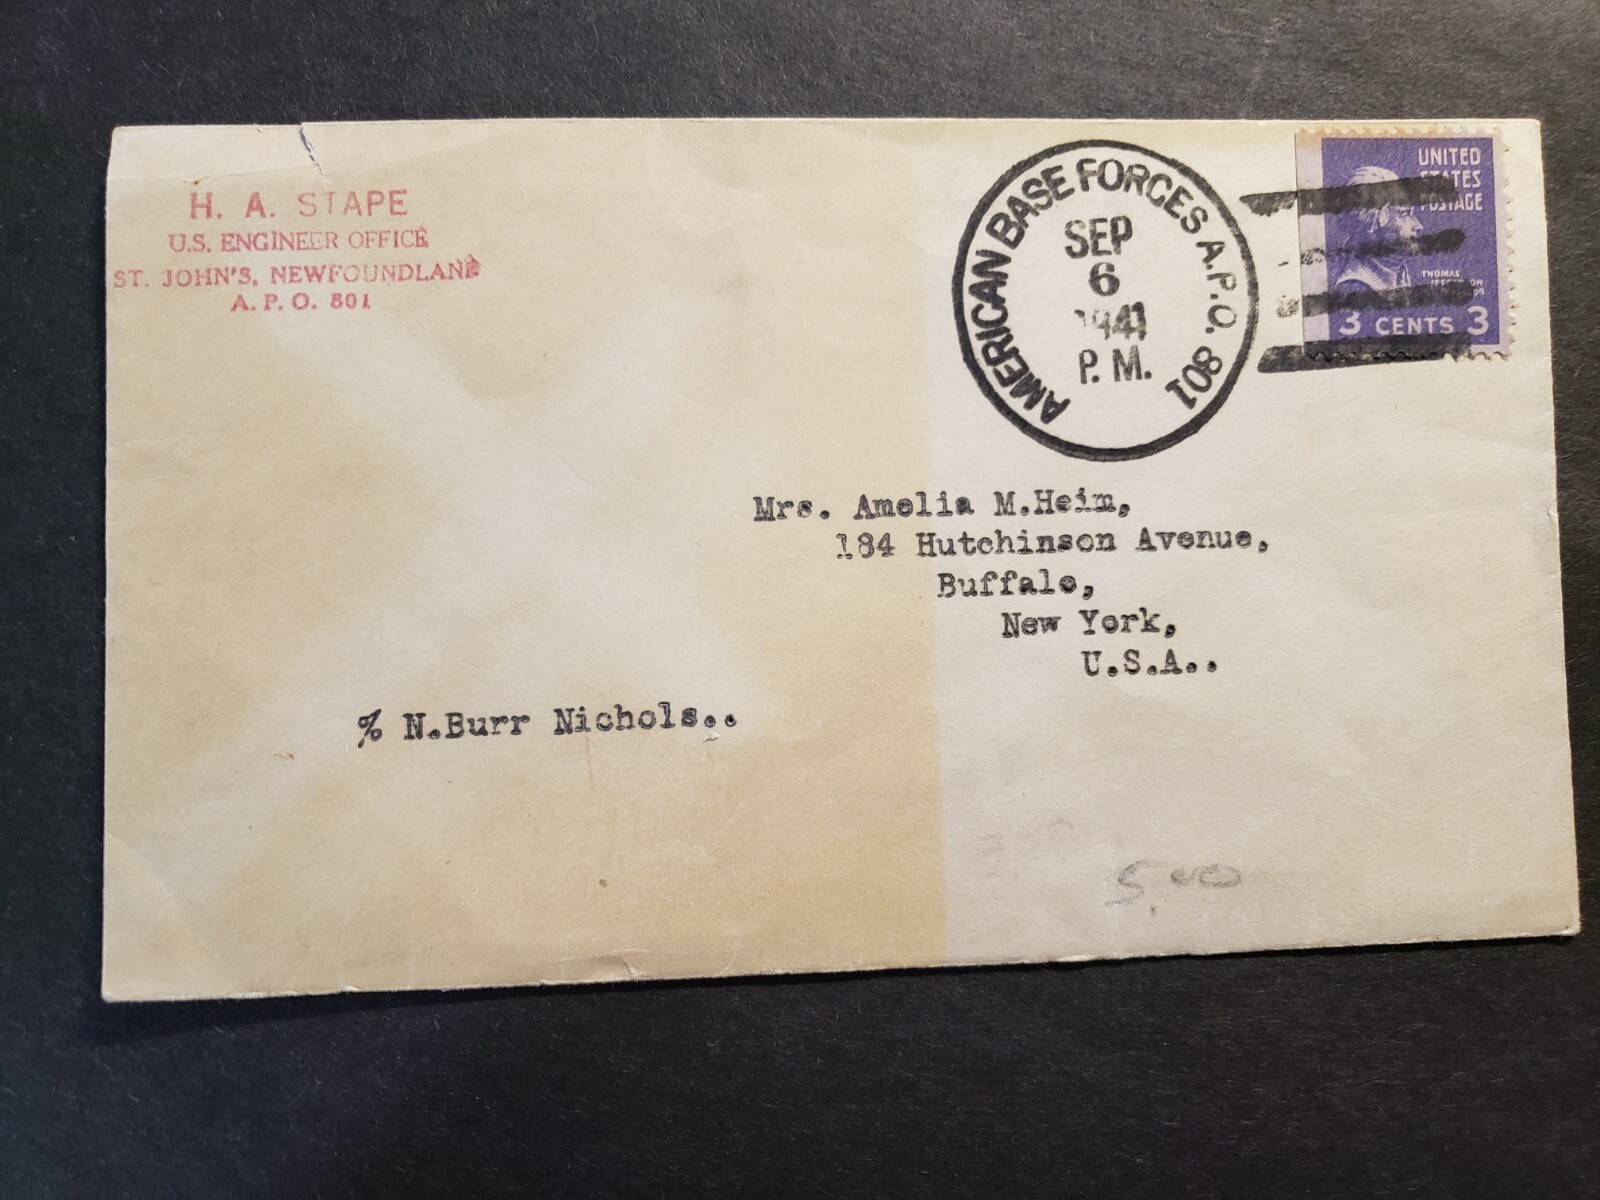 H. A. STAPE
U.S. ENGINEER OFFICE
ST. JOHN'S, NEWFOUNDLAND
A. P. O. 801
AMERICAN BASE FORCES A.P.O. 801
SEP
6
1941
P. M.
UNITED
STATES
POSTAGE
THOMAS
JEFFERSON
3 CENTS 3
Mrs. Amelia M.Heim,
184 Hutchinson Avenue,
Buffalo,
New York,
U.S.A..
% N.Burr Nichols..
5.00